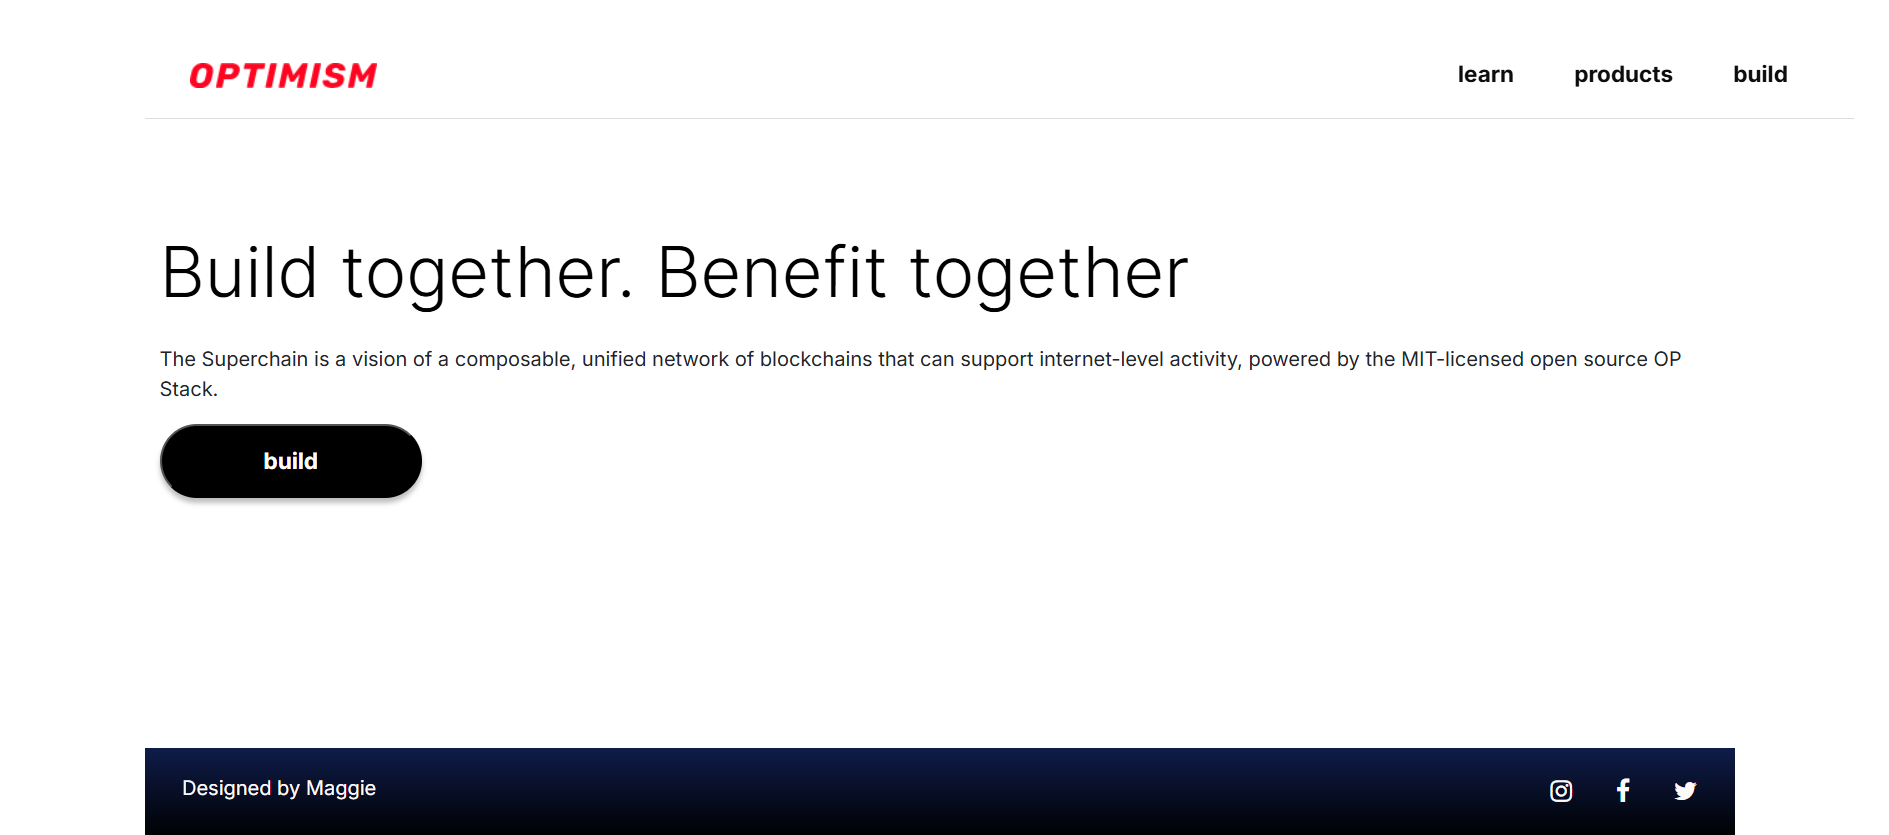 OPTIMISM
learn products build
Build together. Benefit together
The Superchain is a vision of a composable, unified network of blockchains that can support internet-level activity, powered by the MIT-licensed open source OP
Stack.
build
Designed by Maggie